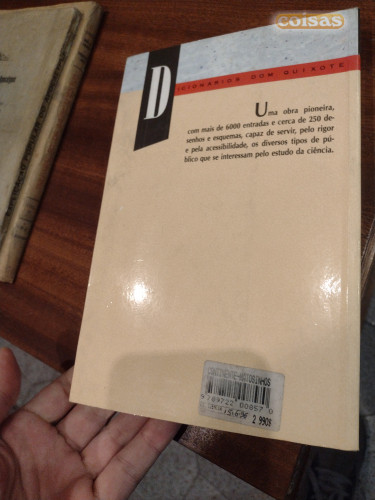 coisas
DICIONÁRIOS DOM QUIXOTE
Uma obra pioneira,
com mais de 6000 entradas e cerca de 250 de-
senhos e esquemas, capaz de servir, pelo rigor
e pela acessibilidade, os diversos tipos de pú-
blico que se interessam pelo estudo da ciência.
2 990$